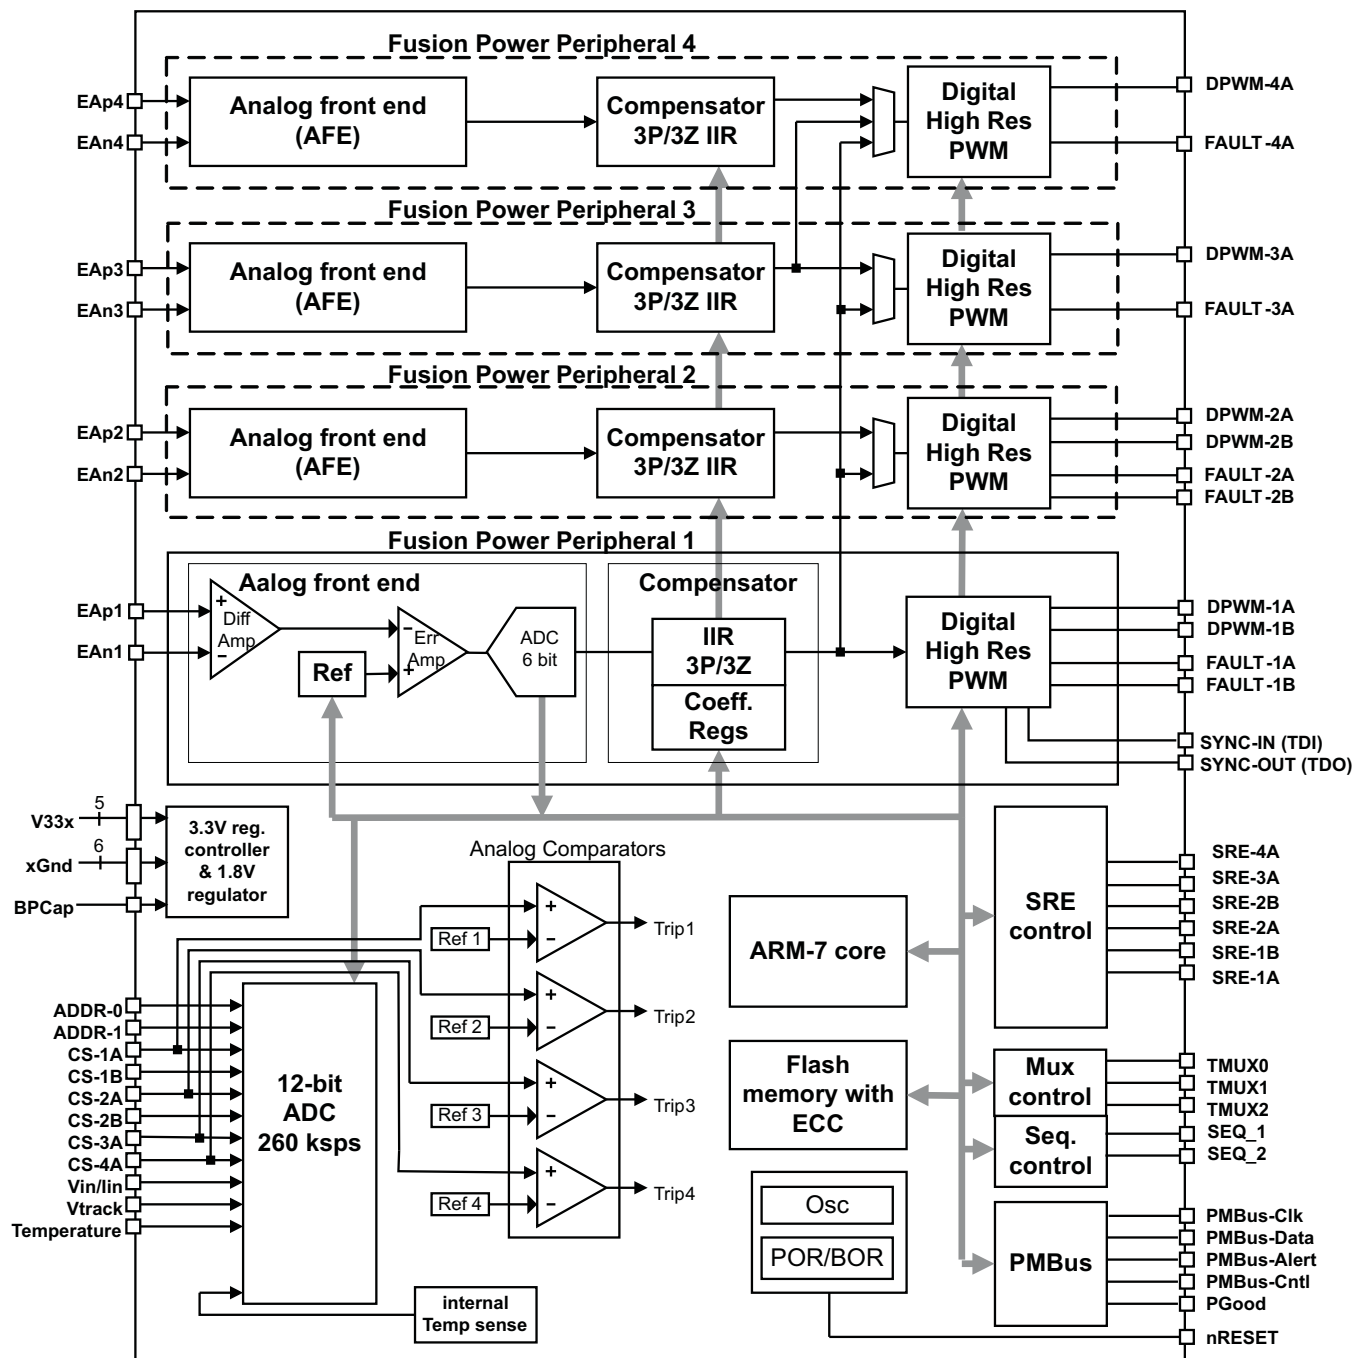 Fusion Power Peripheral 4
EAp4
EAn4
Analog front end
(AFE)
Compensator
3P/3Z IIR
Digital
High Res
PWM
DPWM-4A
FAULT-4A
Fusion Power Peripheral 3
EAp3
EAn3
Analog front end
(AFE)
Compensator
3P/3Z IIR
Digital
High Res
PWM
DPWM-3A
FAULT-3A
Fusion Power Peripheral 2
EAp2
EAn2
Analog front end
(AFE)
Compensator
3P/3Z IIR
Digital
High Res
PWM
DPWM-2A
DPWM-2B
FAULT-2A
FAULT-2B
Fusion Power Peripheral 1
EAp1
EAn1
Aalog front end
+
Diff
Amp
−
Ref
−
Err
Amp
+
ADC
6 bit
Compensator
IIR
3P/3Z
Coeff.
Regs
Digital
High Res
PWM
DPWM-1A
DPWM-1B
FAULT-1A
FAULT-1B
SYNC-IN (TDI)
SYNC-OUT (TDO)
V33x
5
xGnd
6
BPCap
3.3V reg.
controller
& 1.8V
regulator
Analog Comparators
+
−
Ref 1
Trip1
+
−
Ref 2
Trip2
+
−
Ref 3
Trip3
+
−
Ref 4
Trip4
ADDR-0
ADDR-1
CS-1A
CS-1B
CS-2A
CS-2B
CS-3A
CS-4A
Vin/Iin
Vtrack
Temperature
12-bit
ADC
260 ksps
internal
Temp sense
ARM-7 core
Flash
memory with
ECC
Osc
POR/BOR
SRE
control
SRE-4A
SRE-3A
SRE-2B
SRE-2A
SRE-1B
SRE-1A
Mux
control
TMUX0
TMUX1
TMUX2
Seq.
control
SEQ_1
SEQ_2
PMBus
PMBus-Clk
PMBus-Data
PMBus-Alert
PMBus-Cntl
PGood
nRESET